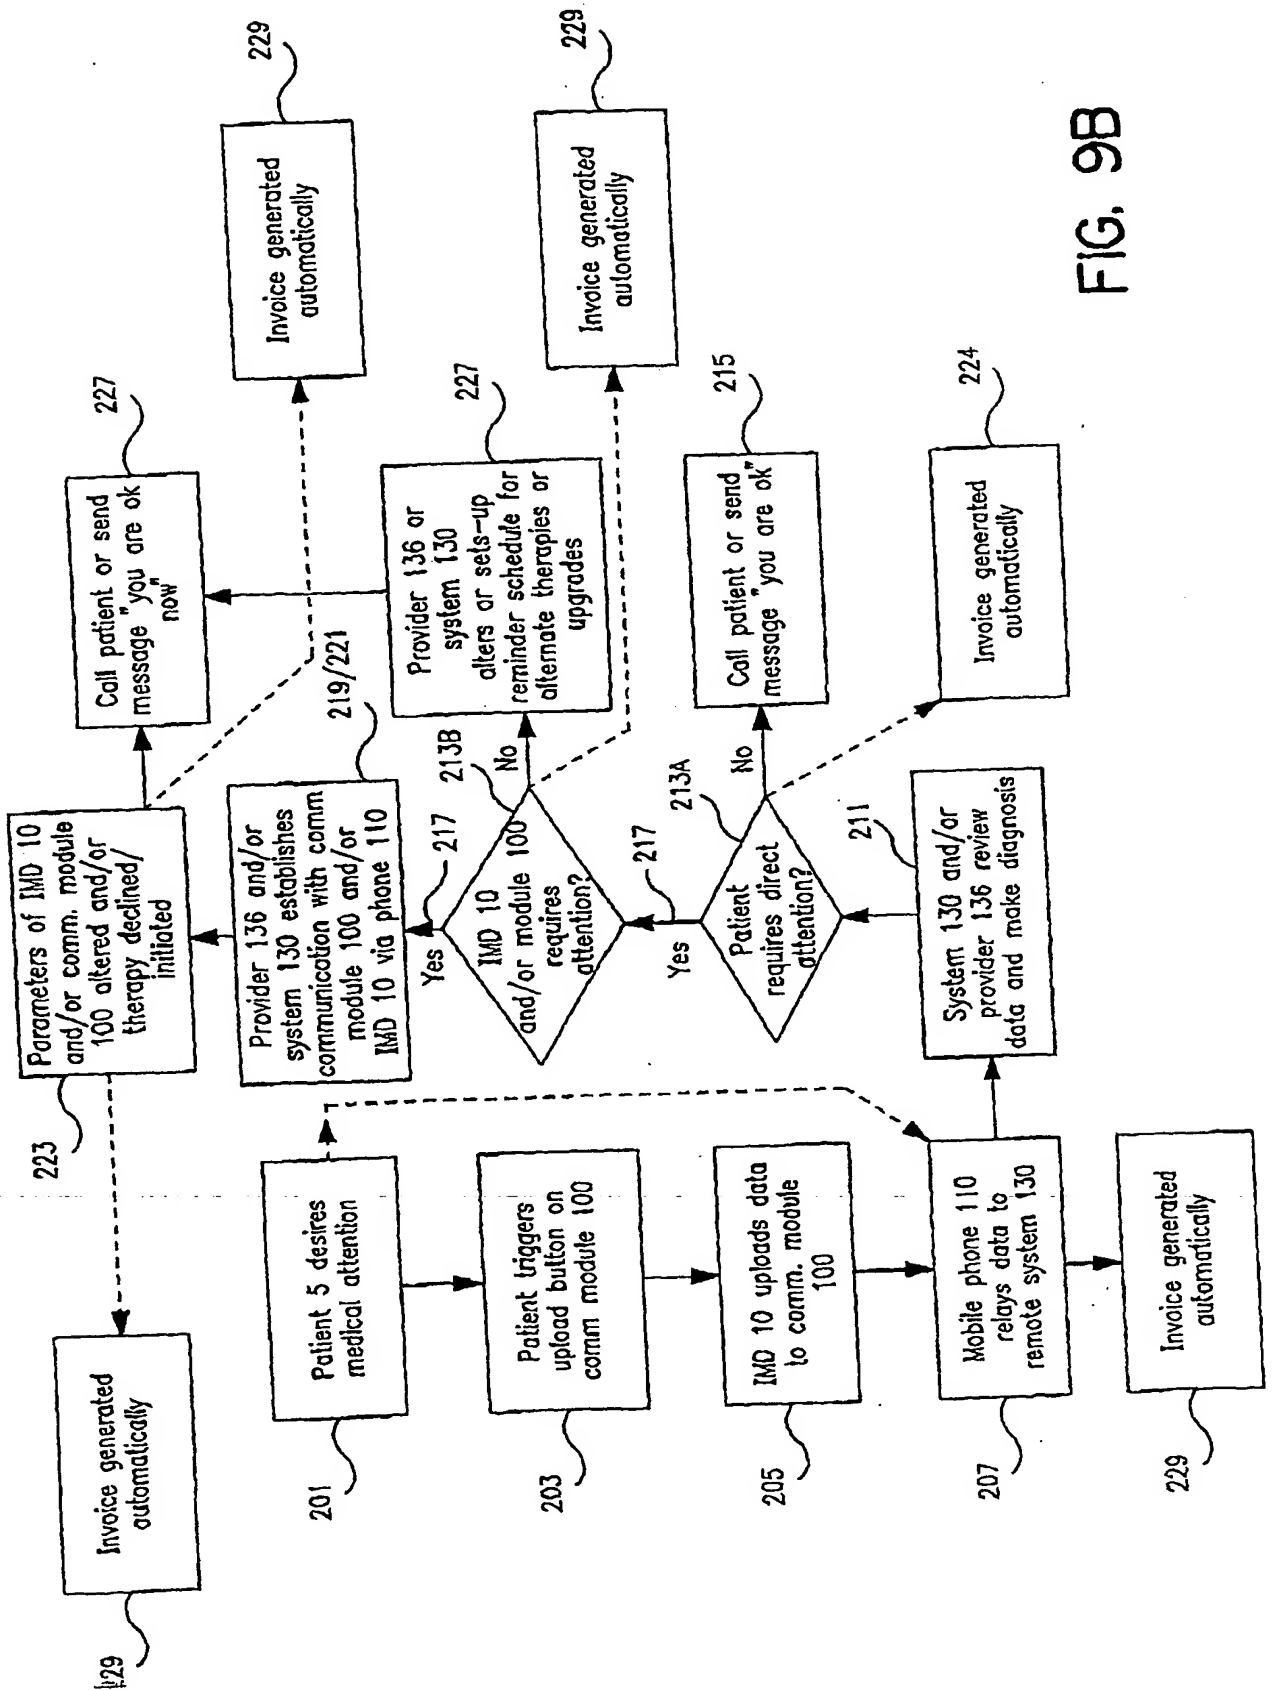 Patient 5 desires
medical attention
201
Patient triggers
upload button on
comm module 100
203
IMD 10 uploads data
to comm. module
100
205
Mobile phone 110
relays data to
remote system 130
207
Invoice generated
automatically
229
System 130 and/or
provider 136 review
data and make diagnosis
211
Patient
requires direct
attention?
213A
No
Call patient or send
message "you are ok"
215
Invoice generated
automatically
224
Yes
217
IMD 10
and/or module 100
requires
attention?
213B
No
Provider 136 or
system 130
alters or sets-up
reminder schedule for
alternate therapies or
upgrades
227
Invoice generated
automatically
229
Yes
217
Provider 136 and/or
system 130 establishes
communication with comm
module 100 and/or
IMD 10 via phone 110
219/221
Parameters of IMD 10
and/or comm. module
100 altered and/or
therapy declined/
initiated
223
Call patient or send
message "you are ok
now"
227
Invoice generated
automatically
229
Invoice generated
automatically
229
FIG. 9B